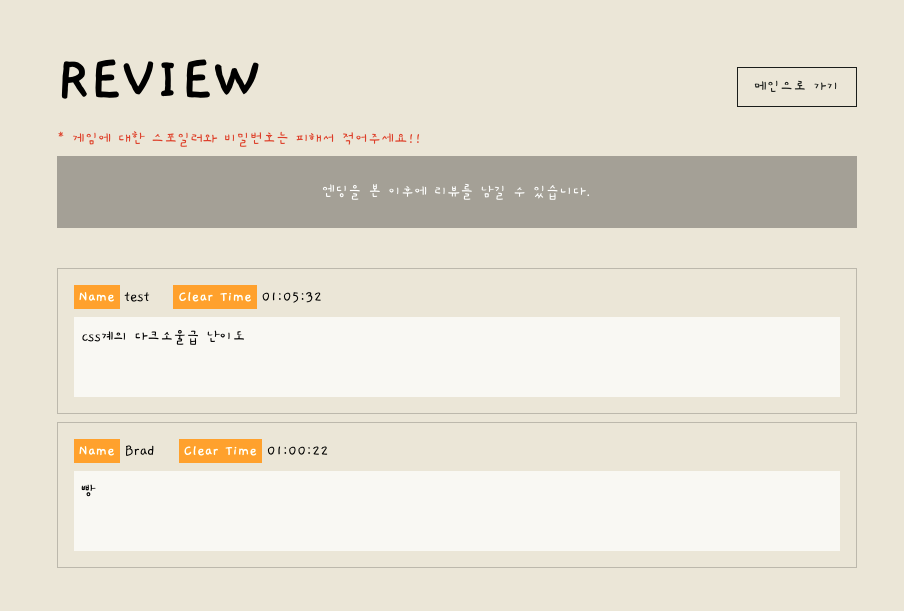 REVIEW
메인으로 가기
* 게임에 대한 스포일러와 비밀번호는 피해서 적어주세요!!
엔딩을 본 이후에 리뷰를 남길 수 있습니다.
Name test Clear Time 01:05:32
css계의 다크소울급 난이도
Name Brad Clear Time 01:00:22
빵